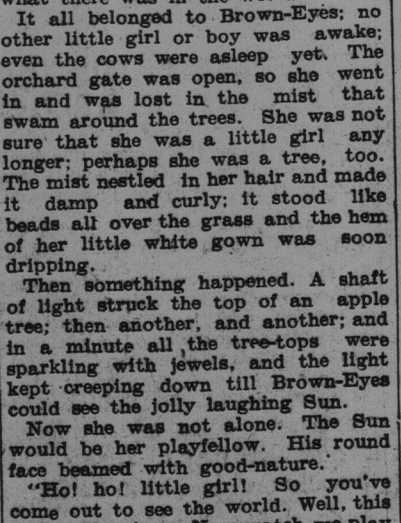 what there was in the
It all belonged to Brown-Eyes; no
other little girl or boy was awake;
even the cows were asleep yet. The
orchard gate was open, so she went
in and was lost in the mist that
swam around the trees. She was not
sure that she was a little girl any
longer; perhaps she was a tree, too.
The mist nestled in her hair and made
it damp and curly; it stood like
beads all over the grass and the hem
of her little white gown was soon
dripping.
Then something happened. A shaft
of light struck the top of an apple
tree; then another, and another; and
in a minute all the tree-tops were
sparkling with jewels, and the light
kept creeping down till Brown-Eyes
could see the jolly laughing Sun.
Now she was not alone. The Sun
would be her playfellow. His round
face beamed with good-nature.
"Ho! ho! little girl! So you've
come out to see the world. Well, this